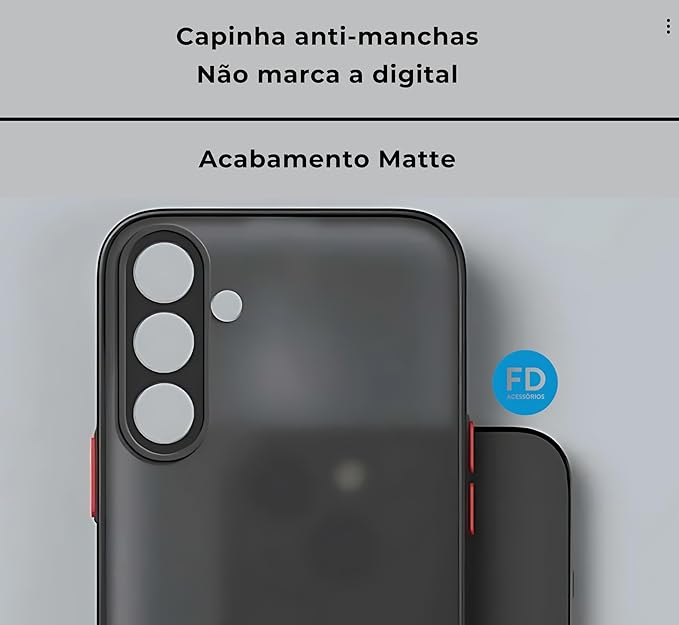 Capinha anti-manchas
Não marca a digital
Acabamento Matte
FD
ACESSÓRIOS